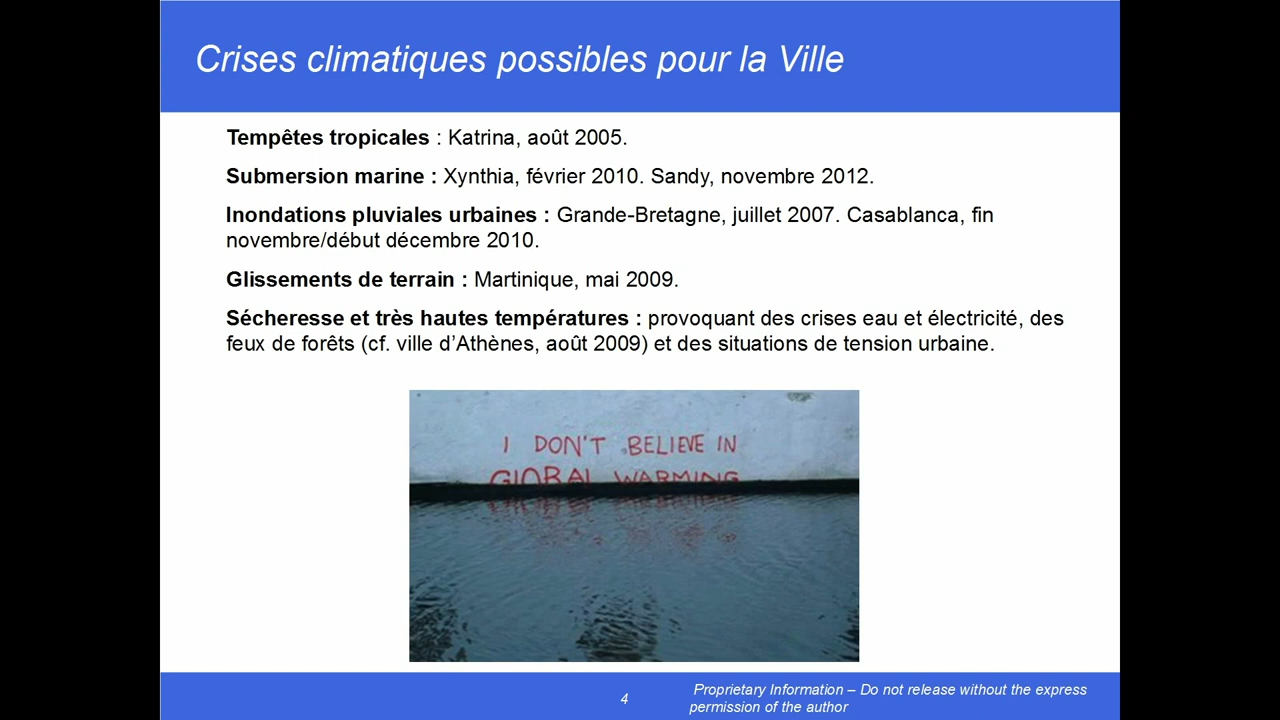 Crises climatiques possibles pour la Ville
Tempêtes tropicales : Katrina, août 2005.
Submersion marine : Xynthia, février 2010. Sandy, novembre 2012.
Inondations pluviales urbaines : Grande-Bretagne, juillet 2007. Casablanca, fin
novembre/début décembre 2010.
Glissements de terrain : Martinique, mai 2009.
Sécheresse et très hautes températures : provoquant des crises eau et électricité, des
feux de forêts (cf. ville d’Athènes, août 2009) et des situations de tension urbaine.
I DON'T BELIEVE IN
GLOBAL WARMING
4
Proprietary Information – Do not release without the express
permission of the author